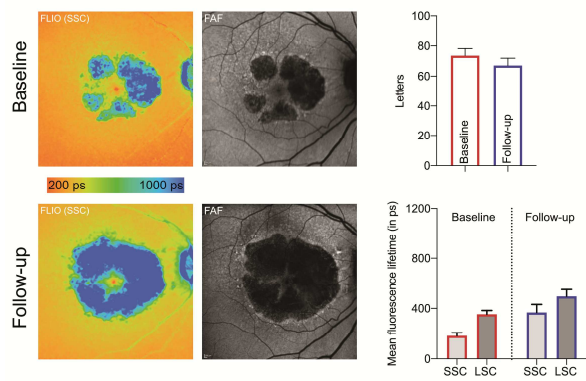 Baseline
FLIO (SSC)
FAF
200 ps 1000 ps
Follow-up
FLIO (SSC)
FAF
Letters
100
80
60
40
20
0
Baseline
Follow-up
Mean fluorescence lifetime (in ps)
1200
800
400
0
Baseline Follow-up
SSC LSC SSC LSC